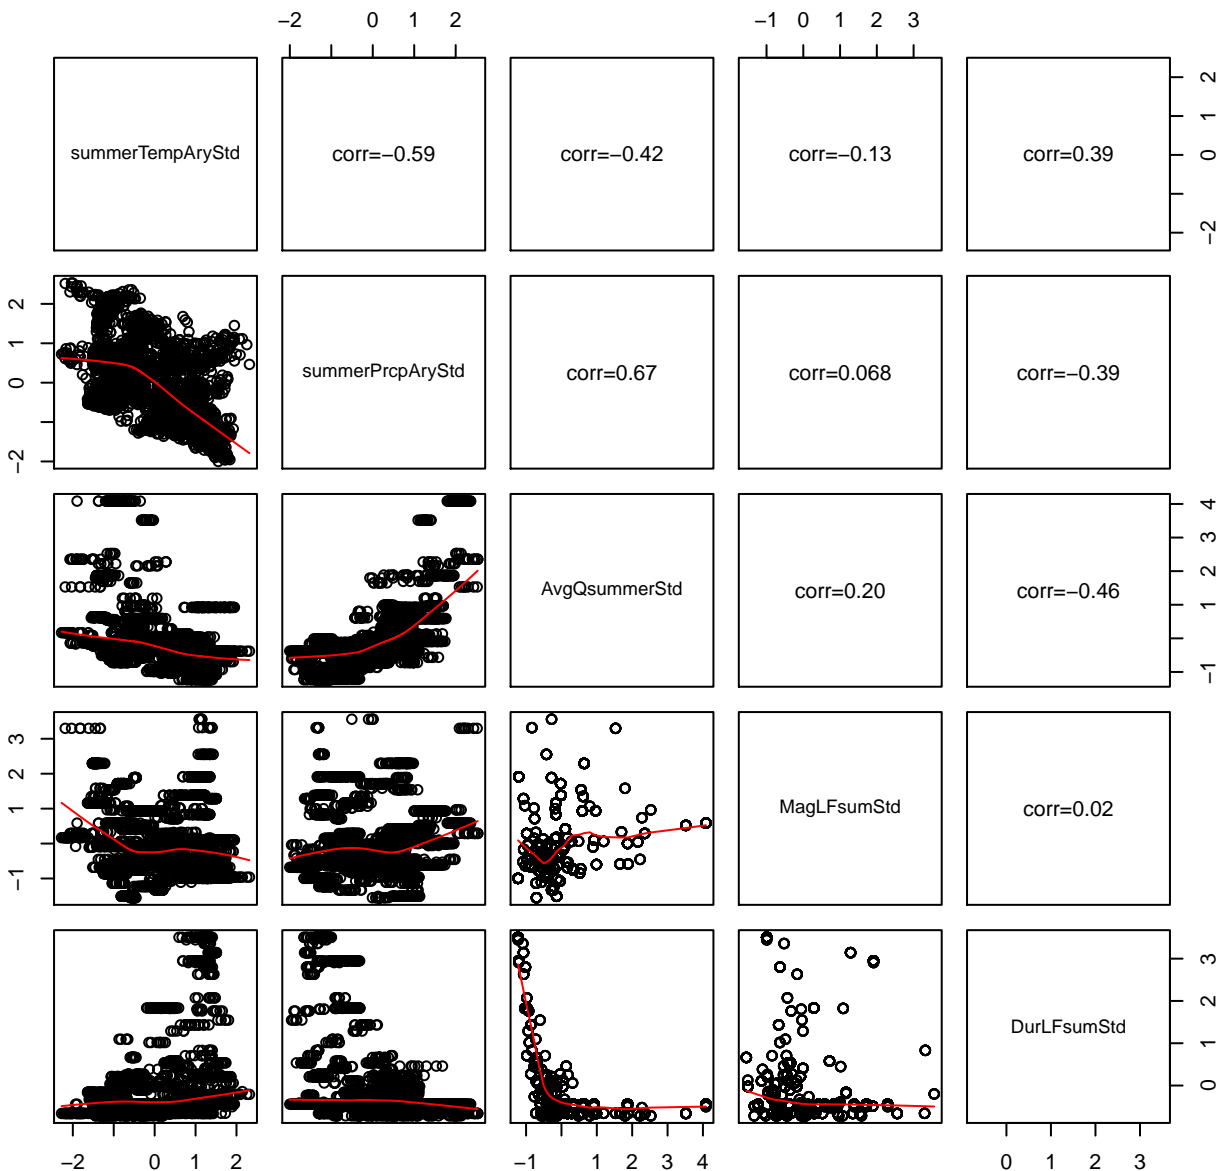 −2 0 1 2
−1 0 1 2 3
summerTempAryStd corr=−0.59 corr=−0.42 corr=−0.13 corr=0.39
−2 0 1 2
−2 0 1 2
summerPrcpAryStd corr=0.67 corr=0.068 corr=−0.39
AvgQsummerStd corr=0.20 corr=−0.46
−1 1 2 3 4
−1 1 2 3
MagLFsumStd corr=0.02
DurLFsumStd
0 1 2 3
−2 0 1 2
−1 1 2 3 4
0 1 2 3